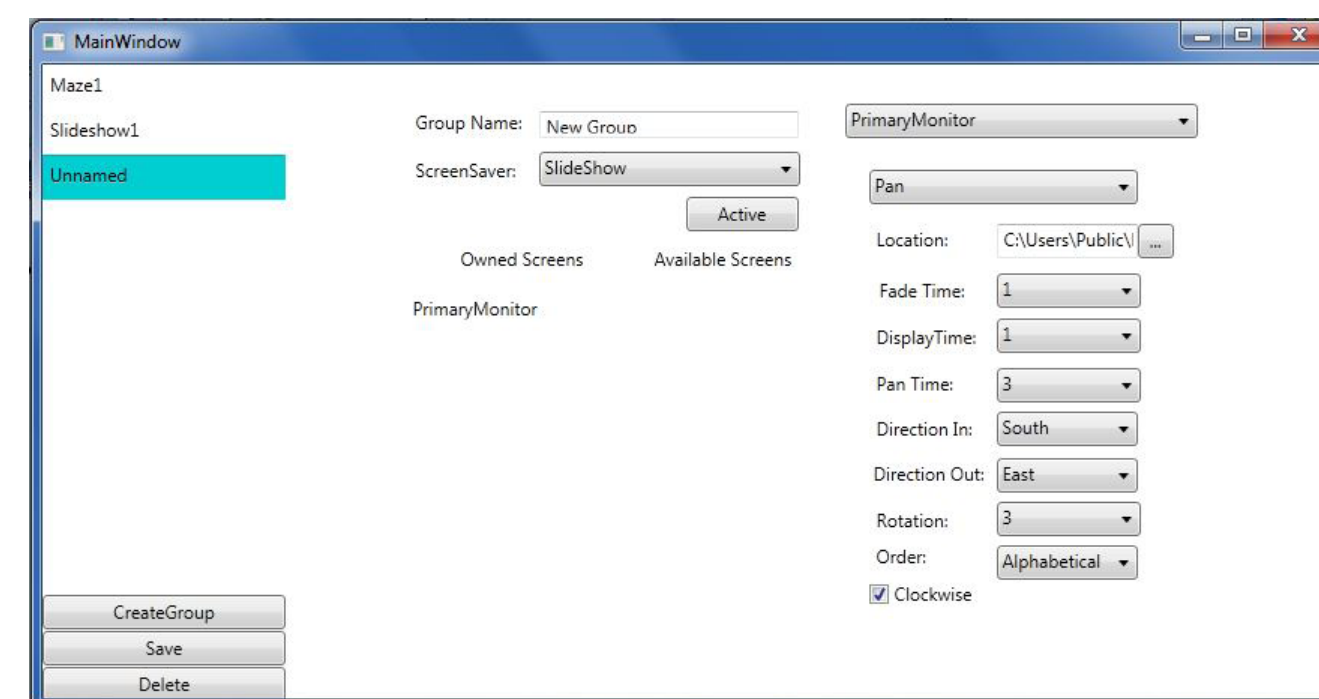 MainWindow
Maze1
Slideshow1
Unnamed
CreateGroup
Save
Delete
Group Name: New Group
ScreenSaver: SlideShow
Active
Owned Screens Available Screens
PrimaryMonitor
PrimaryMonitor
Pan
Location: C:\Users\Public\ ...
Fade Time: 1
DisplayTime: 1
Pan Time: 3
Direction In: South
Direction Out: East
Rotation: 3
Order: Alphabetical
Clockwise